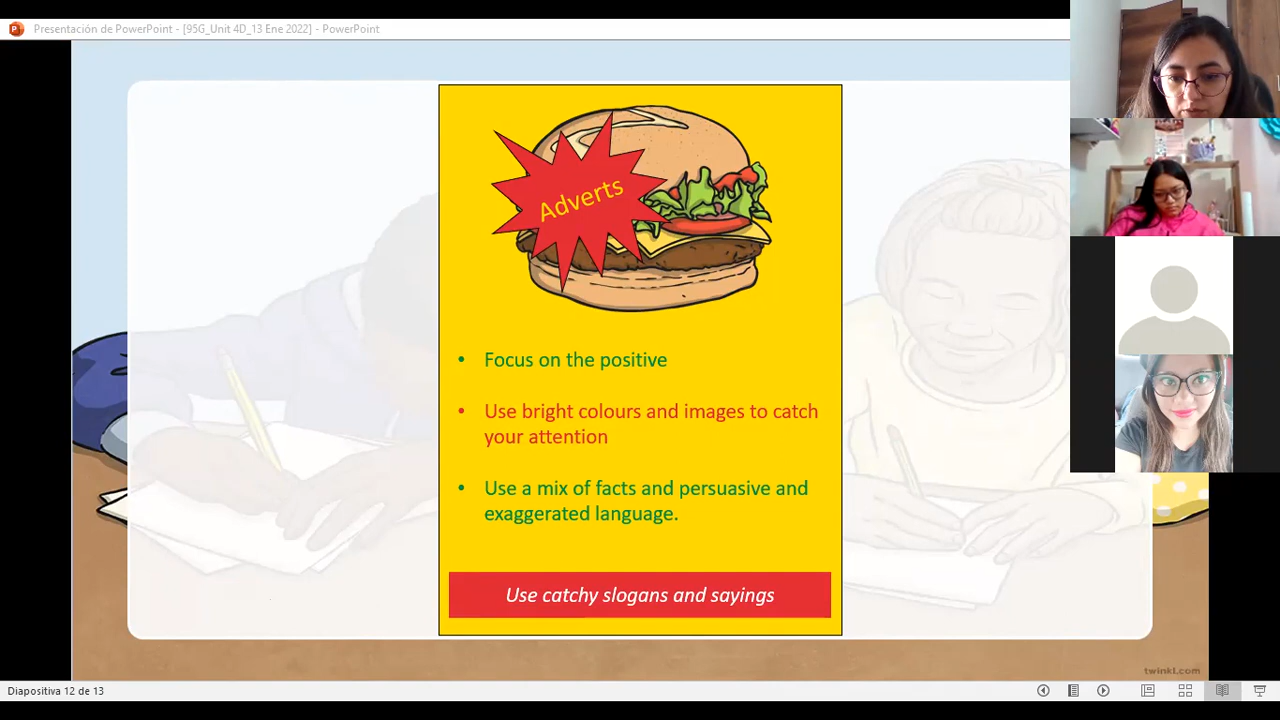 Presentación de PowerPoint - [95G_Unit 4D_13 Ene 2022] - PowerPoint
Adverts
• Focus on the positive
• Use bright colours and images to catch
your attention
• Use a mix of facts and persuasive and
exaggerated language.
Use catchy slogans and sayings
twinkl.com
Diapositiva 12 de 13